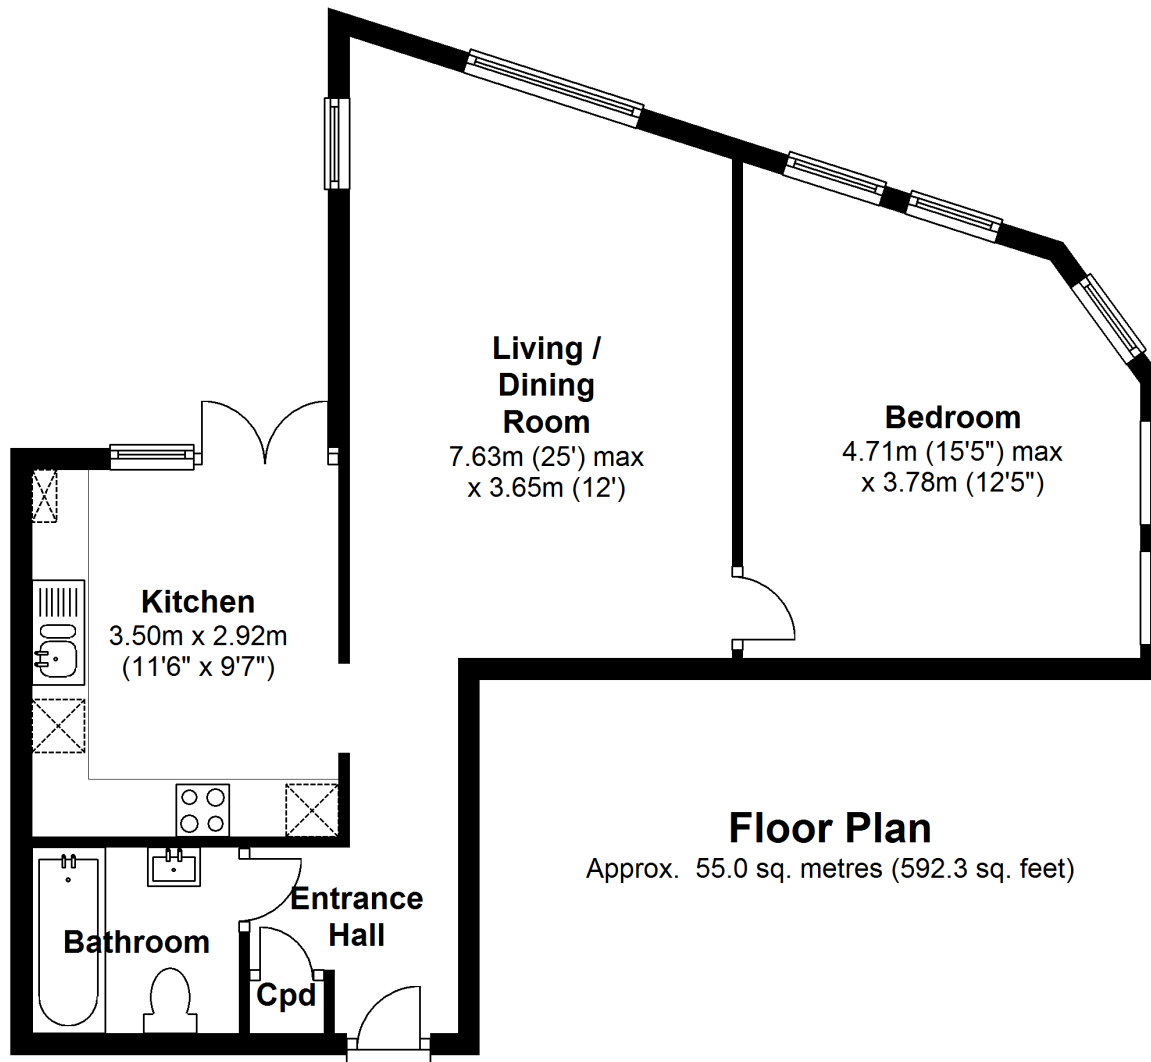 Living /
Dining
Room
7.63m (25') max
x 3.65m (12')
Bedroom
4.71m (15'5") max
x 3.78m (12'5")
Kitchen
3.50m x 2.92m
(11'6" x 9'7")
Floor Plan
Approx. 55.0 sq. metres (592.3 sq. feet)
Entrance
Hall
Bathroom
Cpd